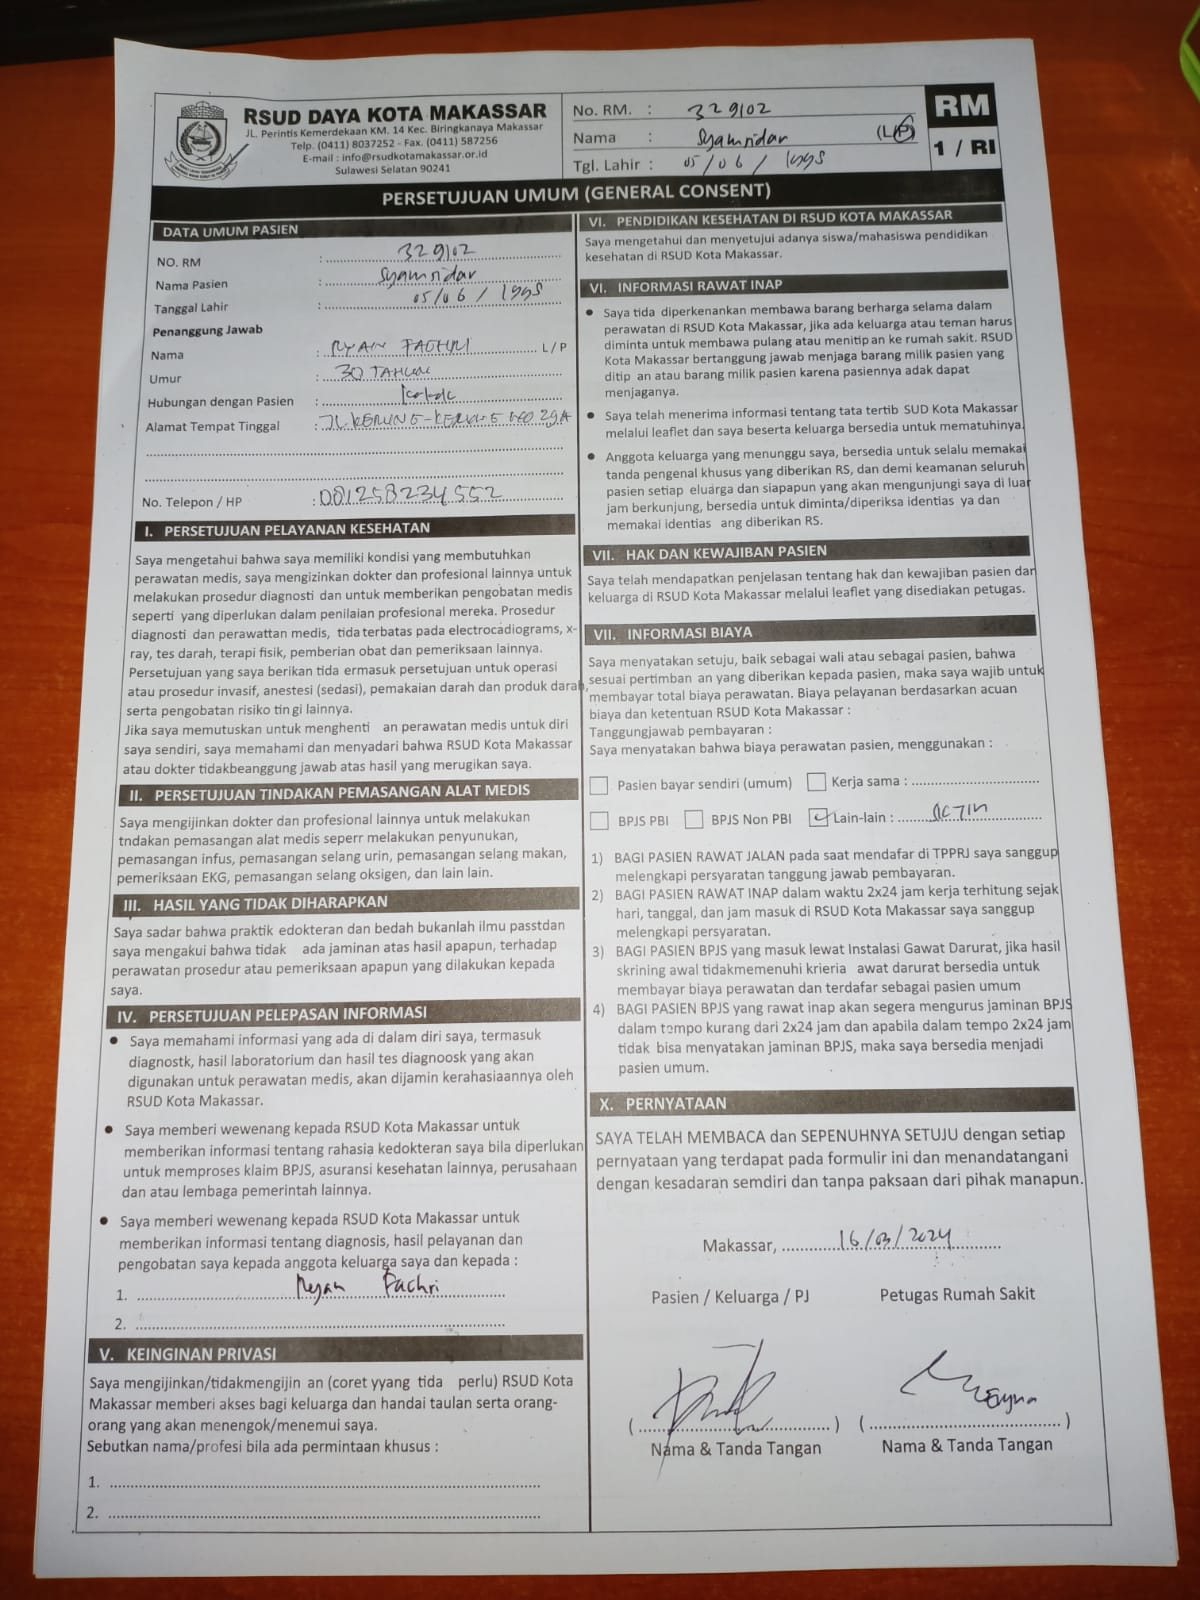 RSUD DAYA KOTA MAKASSAR
JL. Perintis Kemerdekaan KM. 14 Kec. Biringkanaya Makassar
Telp. (0411) 8037252 - Fax. (0411) 587256
E-mail : info@rsudkotamakassar.or.id
Sulawesi Selatan 90241
No. RM. : 329102
Nama : Syamridar (L/P)
Tgl. Lahir : 05/06/1995
RM
1 / RI
PERSETUJUAN UMUM (GENERAL CONSENT)
DATA UMUM PASIEN
NO. RM : 329102
Nama Pasien : Syamridar
Tanggal Lahir : 05/06/1995
Penanggung Jawab
Nama : RYAN FACHRI L/P
Umur : 30 TAHUN
Hubungan dengan Pasien :
Alamat Tempat Tinggal : JL. 29A
No. Telepon / HP : 081258234552
I. PERSETUJUAN PELAYANAN KESEHATAN
Saya mengetahui bahwa saya memiliki kondisi yang membutuhkan
perawatan medis, saya mengizinkan dokter dan profesional lainnya untuk
melakukan prosedur diagnosti dan untuk memberikan pengobatan medis
seperti yang diperlukan dalam penilaian profesional mereka. Prosedur
diagnosti dan perawattan medis, tida terbatas pada electrocadiograms, x-
ray, tes darah, terapi fisik, pemberian obat dan pemeriksaan lainnya.
Persetujuan yang saya berikan tida ermasuk persetujuan untuk operasi
atau prosedur invasif, anestesi (sedasi), pemakaian darah dan produk darah,
serta pengobatan risiko tin gi lainnya.
Jika saya memutuskan untuk menghenti an perawatan medis untuk diri
saya sendiri, saya memahami dan menyadari bahwa RSUD Kota Makassar
atau dokter tidakbeanggung jawab atas hasil yang merugikan saya.
II. PERSETUJUAN TINDAKAN PEMASANGAN ALAT MEDIS
Saya mengijinkan dokter dan profesional lainnya untuk melakukan
tndakan pemasangan alat medis seperr melakukan penyunukan,
pemasangan infus, pemasangan selang urin, pemasangan selang makan,
pemeriksaan EKG, pemasangan selang oksigen, dan lain lain.
III. HASIL YANG TIDAK DIHARAPKAN
Saya sadar bahwa praktik edokteran dan bedah bukanlah ilmu passtdan
saya mengakui bahwa tidak ada jaminan atas hasil apapun, terhadap
perawatan prosedur atau pemeriksaan apapun yang dilakukan kepada
saya.
IV. PERSETUJUAN PELEPASAN INFORMASI
• Saya memahami informasi yang ada di dalam diri saya, termasuk
diagnostk, hasil laboratorium dan hasil tes diagnoosk yang akan
digunakan untuk perawatan medis, akan dijamin kerahasiaannya oleh
RSUD Kota Makassar.
• Saya memberi wewenang kepada RSUD Kota Makassar untuk
memberikan informasi tentang rahasia kedokteran saya bila diperlukan
untuk memproses klaim BPJS, asuransi kesehatan lainnya, perusahaan
dan atau lembaga pemerintah lainnya.
• Saya memberi wewenang kepada RSUD Kota Makassar untuk
memberikan informasi tentang diagnosis, hasil pelayanan dan
pengobatan saya kepada anggota keluarga saya dan kepada :
1. Reyan Fachri
2.
V. KEINGINAN PRIVASI
Saya mengijinkan/tidakmengijin an (coret yyang tida perlu) RSUD Kota
Makassar memberi akses bagi keluarga dan handai taulan serta orang-
orang yang akan menengok/menemui saya.
Sebutkan nama/profesi bila ada permintaan khusus :
1.
2.
VI. PENDIDIKAN KESEHATAN DI RSUD KOTA MAKASSAR
Saya mengetahui dan menyetujui adanya siswa/mahasiswa pendidikan
kesehatan di RSUD Kota Makassar.
VI. INFORMASI RAWAT INAP
• Saya tida diperkenankan membawa barang berharga selama dalam
perawatan di RSUD Kota Makassar, jika ada keluarga atau teman harus
diminta untuk membawa pulang atau menitip an ke rumah sakit. RSUD
Kota Makassar bertanggung jawab menjaga barang milik pasien yang
ditip an atau barang milik pasien karena pasiennya adak dapat
menjaganya.
• Saya telah menerima informasi tentang tata tertib SUD Kota Makassar
melalui leaflet dan saya beserta keluarga bersedia untuk mematuhinya.
• Anggota keluarga yang menunggu saya, bersedia untuk selalu memakai
tanda pengenal khusus yang diberikan RS, dan demi keamanan seluruh
pasien setiap eluarga dan siapapun yang akan mengunjungi saya di luar
jam berkunjung, bersedia untuk diminta/diperiksa identias ya dan
memakai identias ang diberikan RS.
VII. HAK DAN KEWAJIBAN PASIEN
Saya telah mendapatkan penjelasan tentang hak dan kewajiban pasien dan
keluarga di RSUD Kota Makassar melalui leaflet yang disediakan petugas.
VII. INFORMASI BIAYA
Saya menyatakan setuju, baik sebagai wali atau sebagai pasien, bahwa
sesuai pertimban an yang diberikan kepada pasien, maka saya wajib untuk
membayar total biaya perawatan. Biaya pelayanan berdasarkan acuan
biaya dan ketentuan RSUD Kota Makassar :
Tanggungjawab pembayaran :
Saya menyatakan bahwa biaya perawatan pasien, menggunakan :
Pasien bayar sendiri (umum) Kerja sama :
BPJS PBI BPJS Non PBI Lain-lain :
1) BAGI PASIEN RAWAT JALAN pada saat mendafar di TPPRJ saya sanggup
melengkapi persyaratan tanggung jawab pembayaran.
2) BAGI PASIEN RAWAT INAP dalam waktu 2x24 jam kerja terhitung sejak
hari, tanggal, dan jam masuk di RSUD Kota Makassar saya sanggup
melengkapi persyaratan.
3) BAGI PASIEN BPJS yang masuk lewat Instalasi Gawat Darurat, jika hasil
skrining awal tidakmemenuhi krieria awat darurat bersedia untuk
membayar biaya perawatan dan terdafar sebagai pasien umum
4) BAGI PASIEN BPJS yang rawat inap akan segera mengurus jaminan BPJS
dalam tempo kurang dari 2x24 jam dan apabila dalam tempo 2x24 jam
tidak bisa menyatakan jaminan BPJS, maka saya bersedia menjadi
pasien umum.
X. PERNYATAAN
SAYA TELAH MEMBACA dan SEPENUHNYA SETUJU dengan setiap
pernyataan yang terdapat pada formulir ini dan menandatangani
dengan kesadaran semdiri dan tanpa paksaan dari pihak manapun.
Makassar, 16/03/2024
Pasien / Keluarga / PJ Petugas Rumah Sakit
Nama & Tanda Tangan Nama & Tanda Tangan